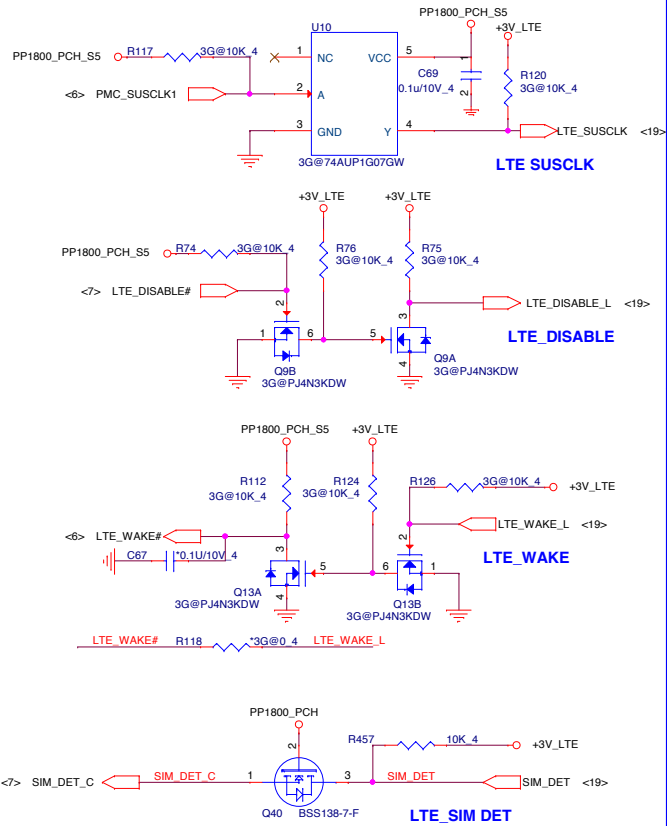 PP1800_PCH_S5
U10
+3V_LTE
PP1800_PCH_S5 R117 3G@10K_4
1 NC VCC 5
C69
0.1u/10V_4
1
2
R120
3G@10K_4
<6> PMC_SUSCLK1
2 A
3 GND Y 4
LTE_SUSCLK <19>
3G@74AUP1G07GW
LTE SUSCLK
+3V_LTE
+3V_LTE
PP1800_PCH_S5 R74 3G@10K_4
R76
3G@10K_4
R75
3G@10K_4
<7> LTE_DISABLE#
2
3
LTE_DISABLE_L <19>
1 6
5
4
LTE_DISABLE
Q9B
3G@PJ4N3KDW
Q9A
3G@PJ4N3KDW
PP1800_PCH_S5
+3V_LTE
R112
3G@10K_4
R124
3G@10K_4
R126 3G@10K_4
+3V_LTE
<6> LTE_WAKE#
LTE_WAKE_L <19>
2
3
C67 *0.1U/10V_4
5
6 1
4
LTE_WAKE
Q13A
3G@PJ4N3KDW
Q13B
3G@PJ4N3KDW
LTE_WAKE# R118 *3G@0_4 LTE_WAKE_L
PP1800_PCH
R457 10K_4
+3V_LTE
2
<7> SIM_DET_C SIM_DET_C 1 3 SIM_DET SIM_DET <19>
Q40 BSS138-7-F
LTE_SIM DET